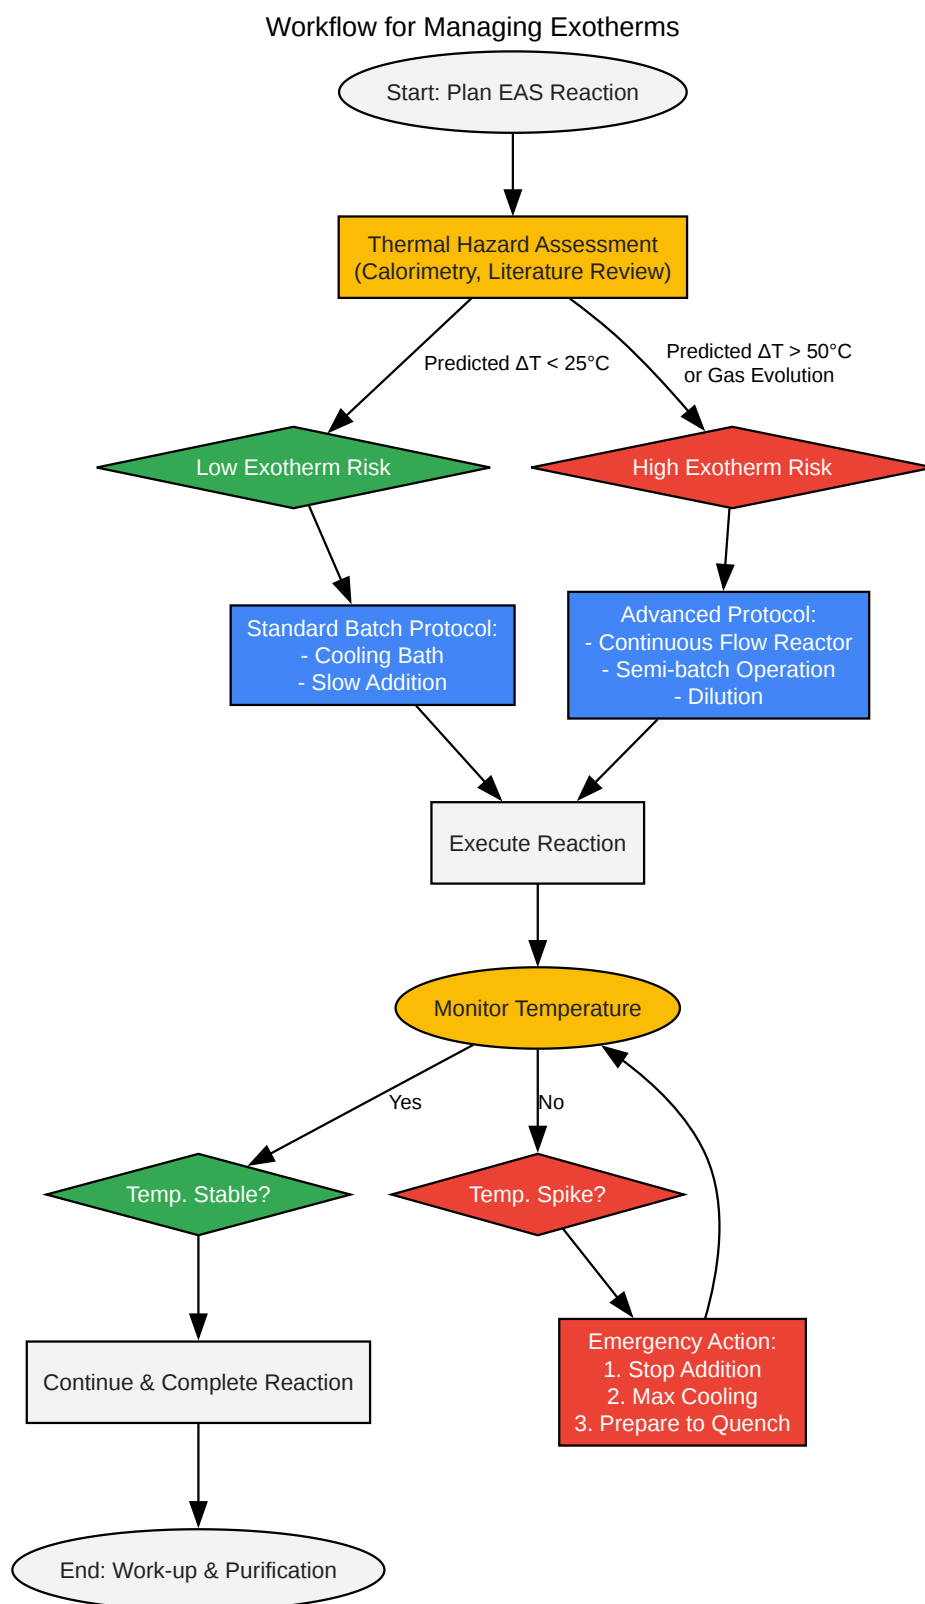 Workflow for Managing Exotherms
Start: Plan EAS Reaction
Thermal Hazard Assessment
(Calorimetry, Literature Review)
Predicted ΔT < 25°C
Predicted ΔT > 50°C
or Gas Evolution
Low Exotherm Risk
High Exotherm Risk
Standard Batch Protocol:
- Cooling Bath
- Slow Addition
Advanced Protocol:
- Continuous Flow Reactor
- Semi-batch Operation
- Dilution
Execute Reaction
Monitor Temperature
Yes
No
Temp. Stable?
Temp. Spike?
Emergency Action:
1. Stop Addition
2. Max Cooling
3. Prepare to Quench
Continue & Complete Reaction
End: Work-up & Purification